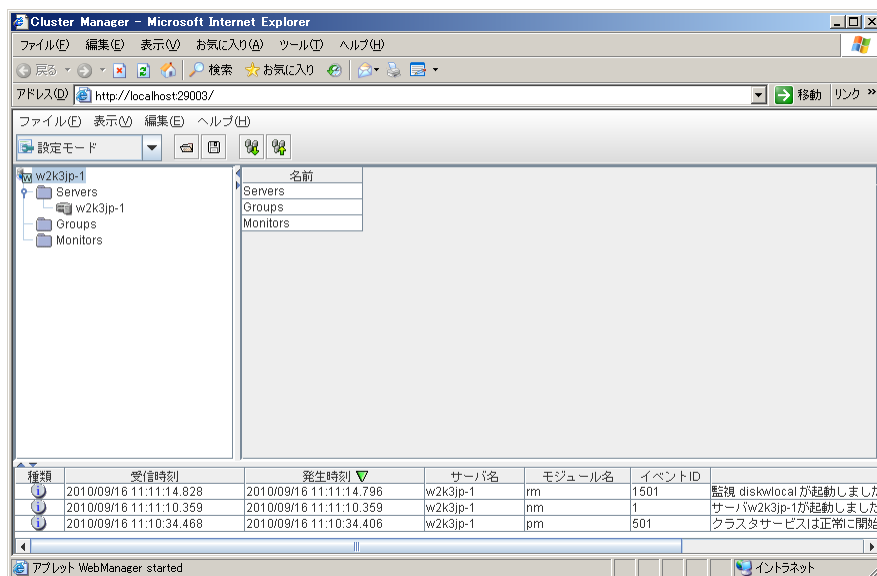 Cluster Manager - Microsoft Internet Explorer
ファイル(F) 編集(E) 表示(V) お気に入り(A) ツール(T) ヘルプ(H)
戻る 検索 お気に入り
アドレス(D) http://localhost:29003/ 移動 リンク »
ファイル(F) 表示(V) 編集(E) ヘルプ(H)
設定モード
w2k3jp-1
Servers
w2k3jp-1
Groups
Monitors
名前
Servers
Groups
Monitors
種類 受信時刻 発生時刻 サーバ名 モジュール名 イベントID
2010/09/16 11:11:14.828 2010/09/16 11:11:14.796 w2k3jp-1 rm 1501 監視 diskwlocal が起動しました
2010/09/16 11:11:10.359 2010/09/16 11:11:10.359 w2k3jp-1 nm 1 サーバw2k3jp-1が起動しました
2010/09/16 11:10:34.468 2010/09/16 11:10:34.406 w2k3jp-1 pm 501 クラスタサービスは正常に開始
アプレット WebManager started イントラネット